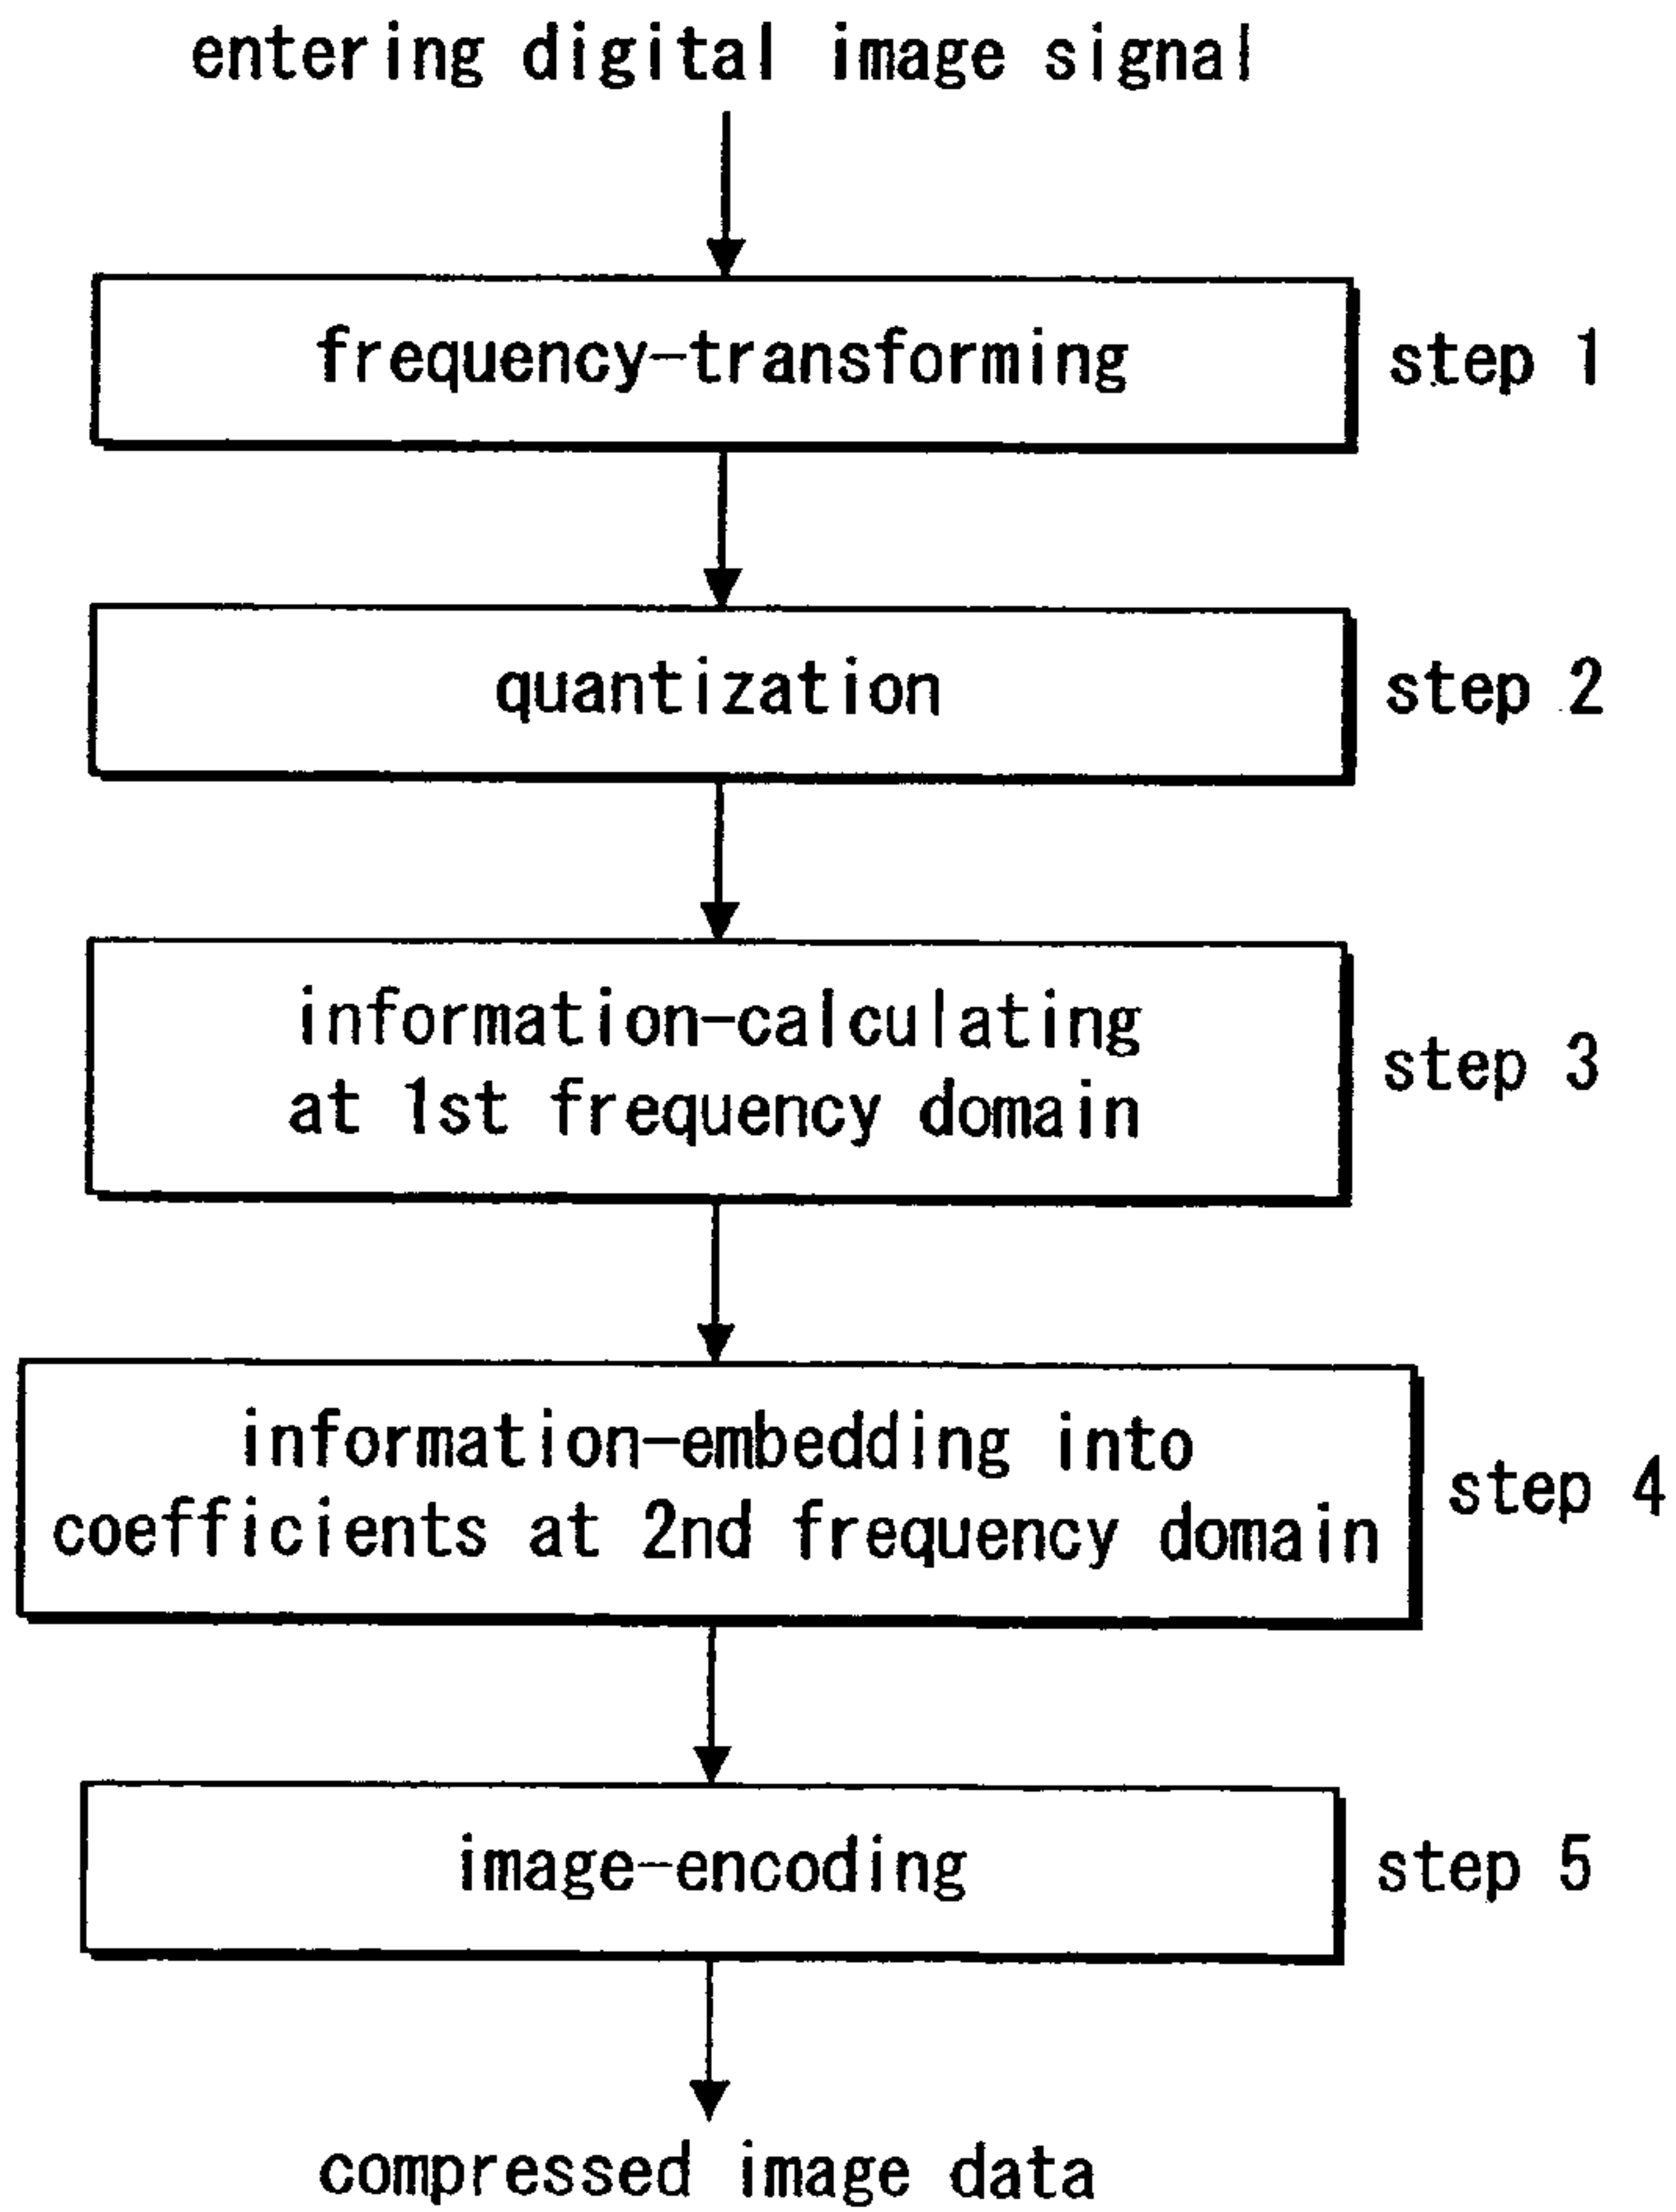 entering digital image signal
frequency-transforming
step 1
quantization
step 2
information-calculating
at 1st frequency domain
step 3
information-embedding into
coefficients at 2nd frequency domain
step 4
image-encoding
step 5
compressed image data